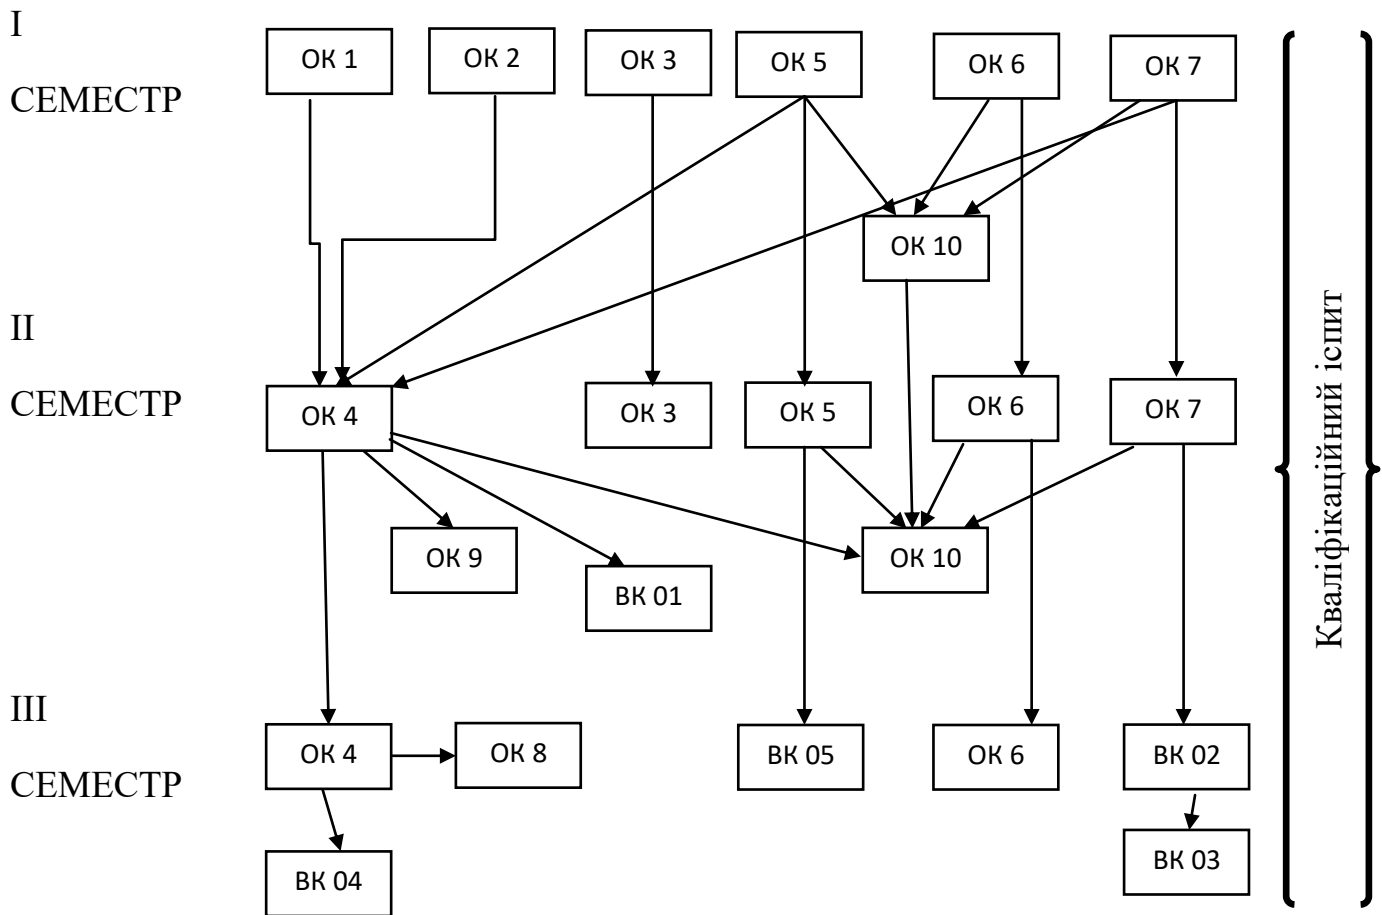 I
СЕМЕСТР
ОК 1
ОК 2
ОК 3
ОК 5
ОК 6
ОК 7
ОК 10
II
СЕМЕСТР
ОК 4
ОК 3
ОК 5
ОК 6
ОК 7
ОК 9
ВК 01
ОК 10
III
СЕМЕСТР
ОК 4
ОК 8
ВК 05
ОК 6
ВК 02
ВК 04
ВК 03
Кваліфікаційний іспит